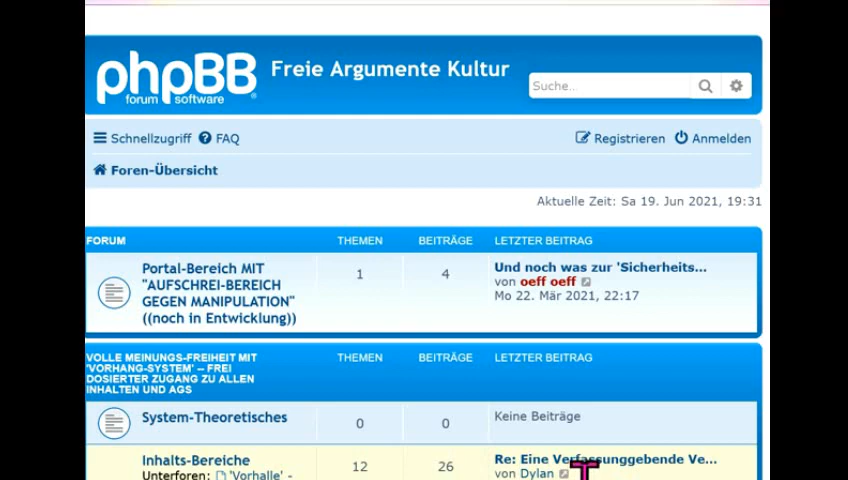 phpBB
forum software
Freie Argumente Kultur
Suche…
Schnellzugriff FAQ
Registrieren Anmelden
Foren-Übersicht
Aktuelle Zeit: Sa 19. Jun 2021, 19:31
FORUM THEMEN BEITRÄGE LETZTER BEITRAG
Portal-Bereich MIT
"AUFSCHREI-BEREICH
GEGEN MANIPULATION"
((noch in Entwicklung))
1 4
Und noch was zur 'Sicherheits…
von oeff oeff
Mo 22. Mär 2021, 22:17
VOLLE MEINUNGS-FREIHEIT MIT
'VORHANG-SYSTEM' – FREI
DOSIERTER ZUGANG ZU ALLEN
INHALTEN UND AGS
THEMEN BEITRÄGE LETZTER BEITRAG
System-Theoretisches 0 0 Keine Beiträge
Inhalts-Bereiche
Unterforen: 'Vorhalle' -
12 26
Re: Eine Verfassunggebende Ve…
von Dylan